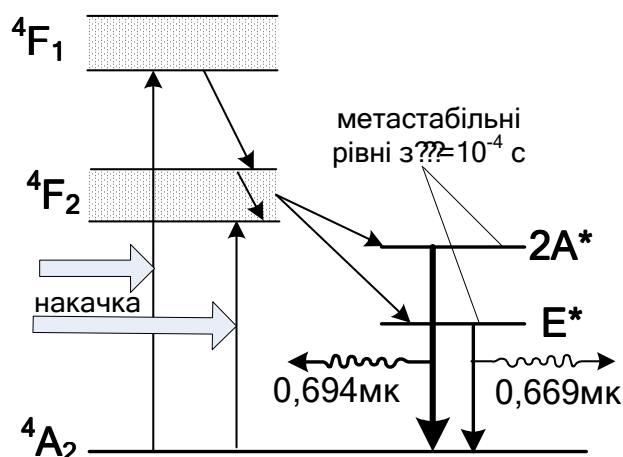 ⁴F₁
метастабільні
рівні з???=10⁻⁴ с
⁴F₂
2A*
накачка
E*
0,694мк
0,669мк
⁴A₂